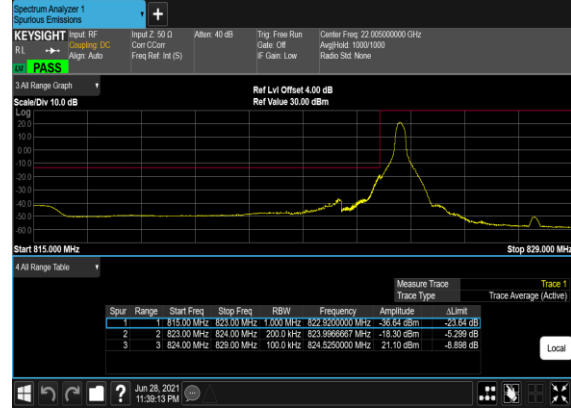 Spectrum Analyzer 1
Spurious Emissions
+
KEYSIGHT Input: RF Input Z: 50 Ω Atten: 40 dB Trig: Free Run Center Freq: 22.005000000 GHz
RL Coupling: DC Corr CCorr Gate: Off Avg|Hold: 1000/1000
Align: Auto Freq Ref: Int (S) IF Gain: Low Radio Std: None
PASS
3 All Range Graph
Ref Lvl Offset 4.00 dB
Scale/Div 10.0 dB Ref Value 30.00 dBm
Log
20.0
10.0
0.00
-10.0
-20.0
-30.0
-40.0
-50.0
-60.0
Start 815.000 MHz Stop 829.000 MHz
4 All Range Table
Measure Trace Trace 1
Trace Type Trace Average (Active)
Spur Range Start Freq Stop Freq RBW Frequency Amplitude ΔLimit
1 1 815.00 MHz 823.00 MHz 1.000 MHz 822.9200000 MHz -36.64 dBm -23.64 dB
2 2 823.00 MHz 824.00 MHz 200.0 kHz 823.9966667 MHz -18.30 dBm -5.299 dB
3 3 824.00 MHz 829.00 MHz 100.0 kHz 824.5250000 MHz 21.10 dBm -8.898 dB
Local
? Jun 28, 2021
11:39:13 PM